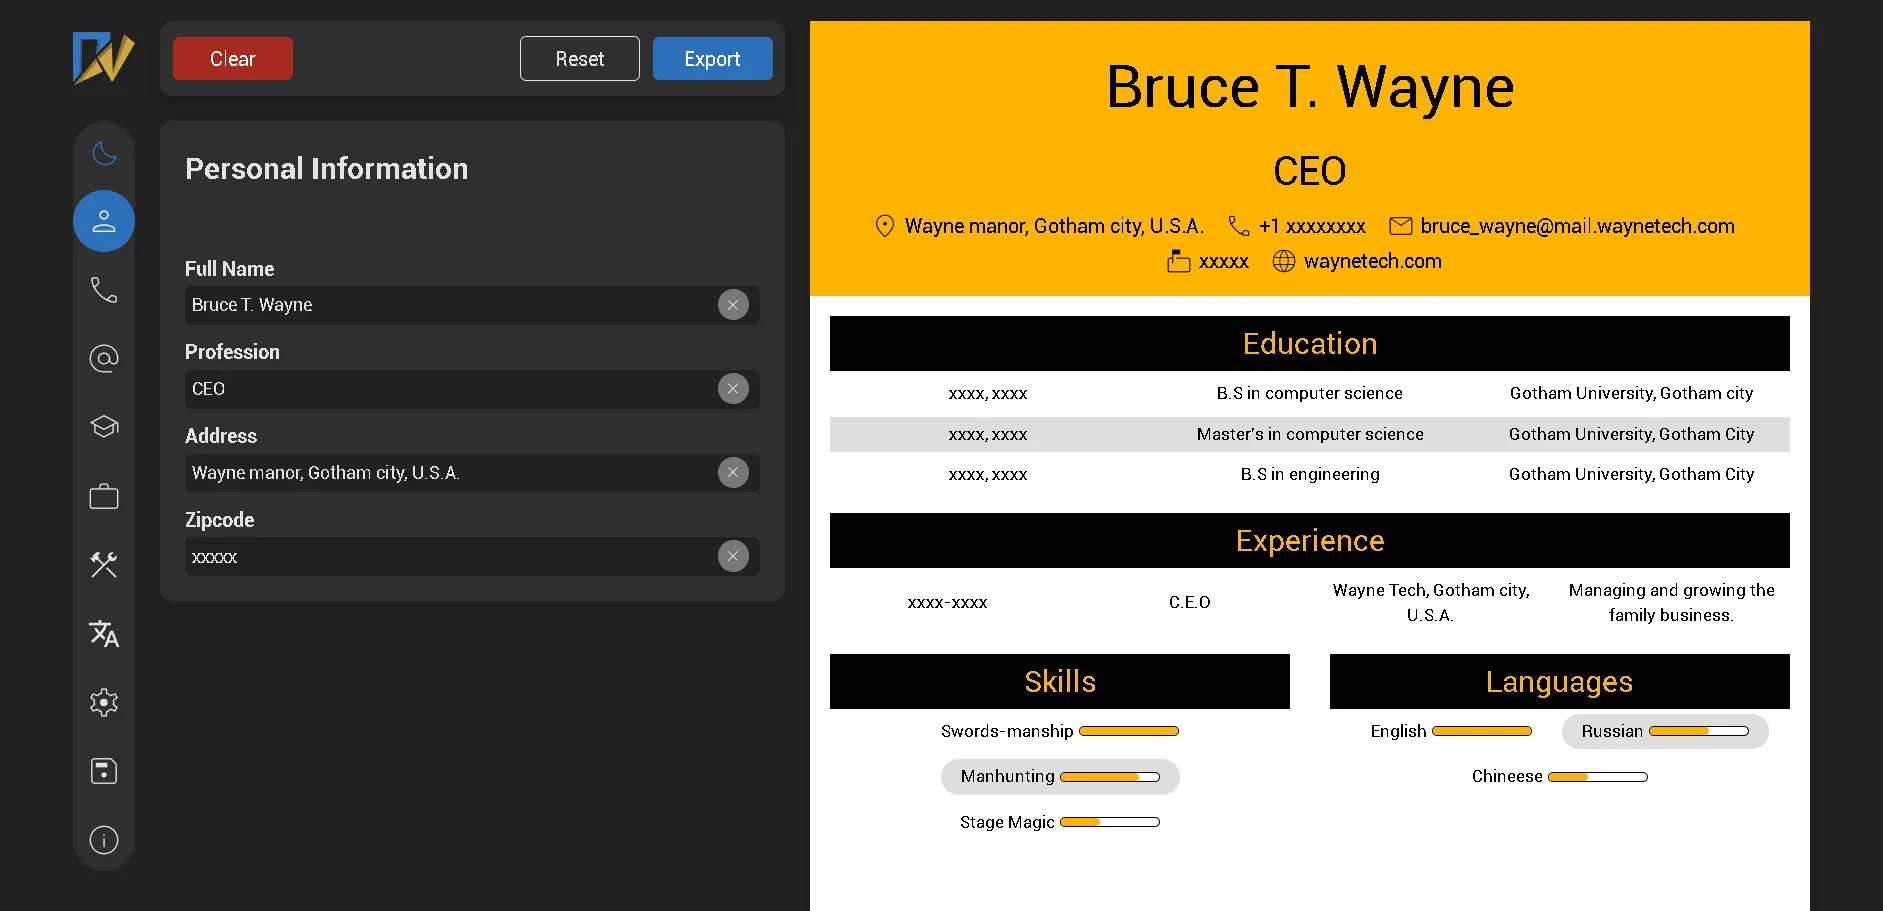 Clear
Reset
Export
Personal Information
Full Name
Bruce T. Wayne
Profession
CEO
Address
Wayne manor, Gotham city, U.S.A.
Zipcode
xxxxx
Bruce T. Wayne
CEO
Wayne manor, Gotham city, U.S.A. +1 xxxxxxxx bruce_wayne@mail.waynetech.com
xxxxx waynetech.com
Education
xxxx, xxxx B.S in computer science Gotham University, Gotham city
xxxx, xxxx Master's in computer science Gotham University, Gotham City
xxxx, xxxx B.S in engineering Gotham University, Gotham City
Experience
xxxx-xxxx
C.E.O
Wayne Tech, Gotham city,
U.S.A.
Managing and growing the
family business.
Skills
Swords-manship
Manhunting
Stage Magic
Languages
English
Russian
Chineese